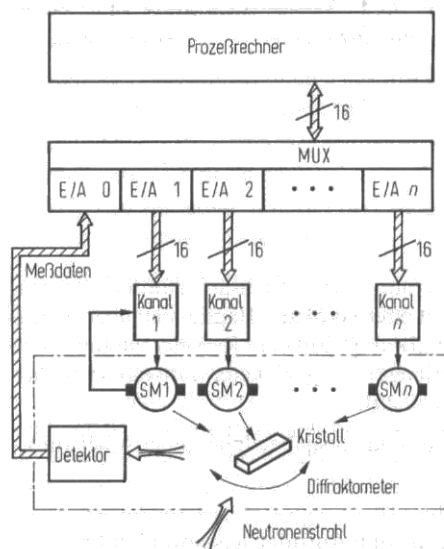 Prozeßrechner
16
MUX
E/A 0 E/A 1 E/A 2 • • • E/A n
16 16 16
Meßdaten
Kanal 1 Kanal 2 • • • Kanal n
SM1 SM2 • • • SMn
Kristall
Detektor
Diffraktometer
Neutronenstrahl